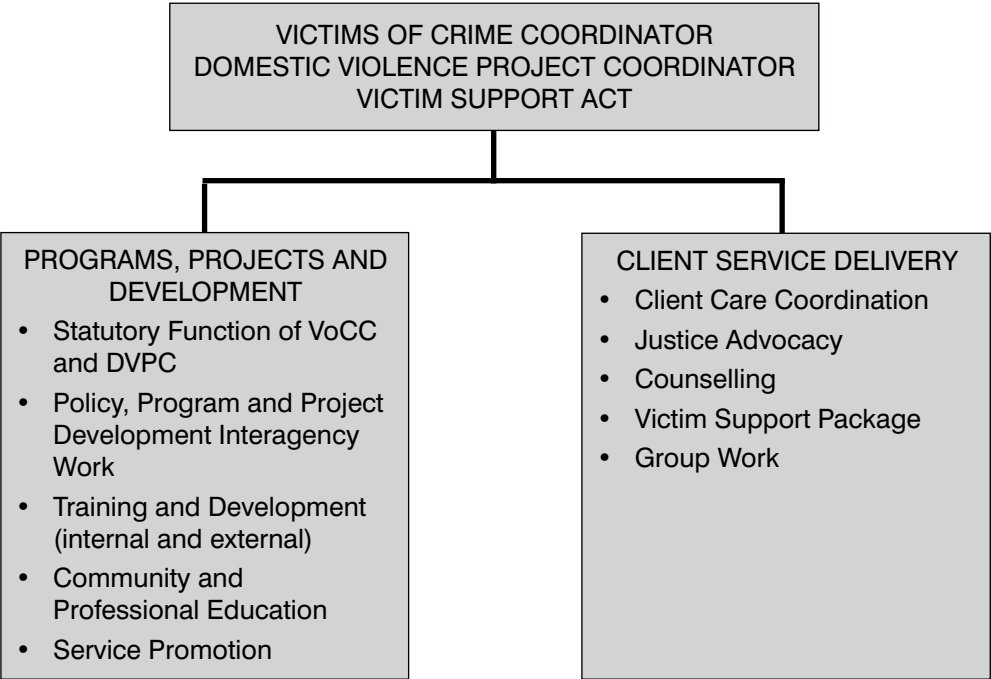 VICTIMS OF CRIME COORDINATOR
DOMESTIC VIOLENCE PROJECT COORDINATOR
VICTIM SUPPORT ACT
PROGRAMS, PROJECTS AND
DEVELOPMENT
• Statutory Function of VoCC
and DVPC
• Policy, Program and Project
Development Interagency
Work
• Training and Development
(internal and external)
• Community and
Professional Education
• Service Promotion
CLIENT SERVICE DELIVERY
• Client Care Coordination
• Justice Advocacy
• Counselling
• Victim Support Package
• Group Work